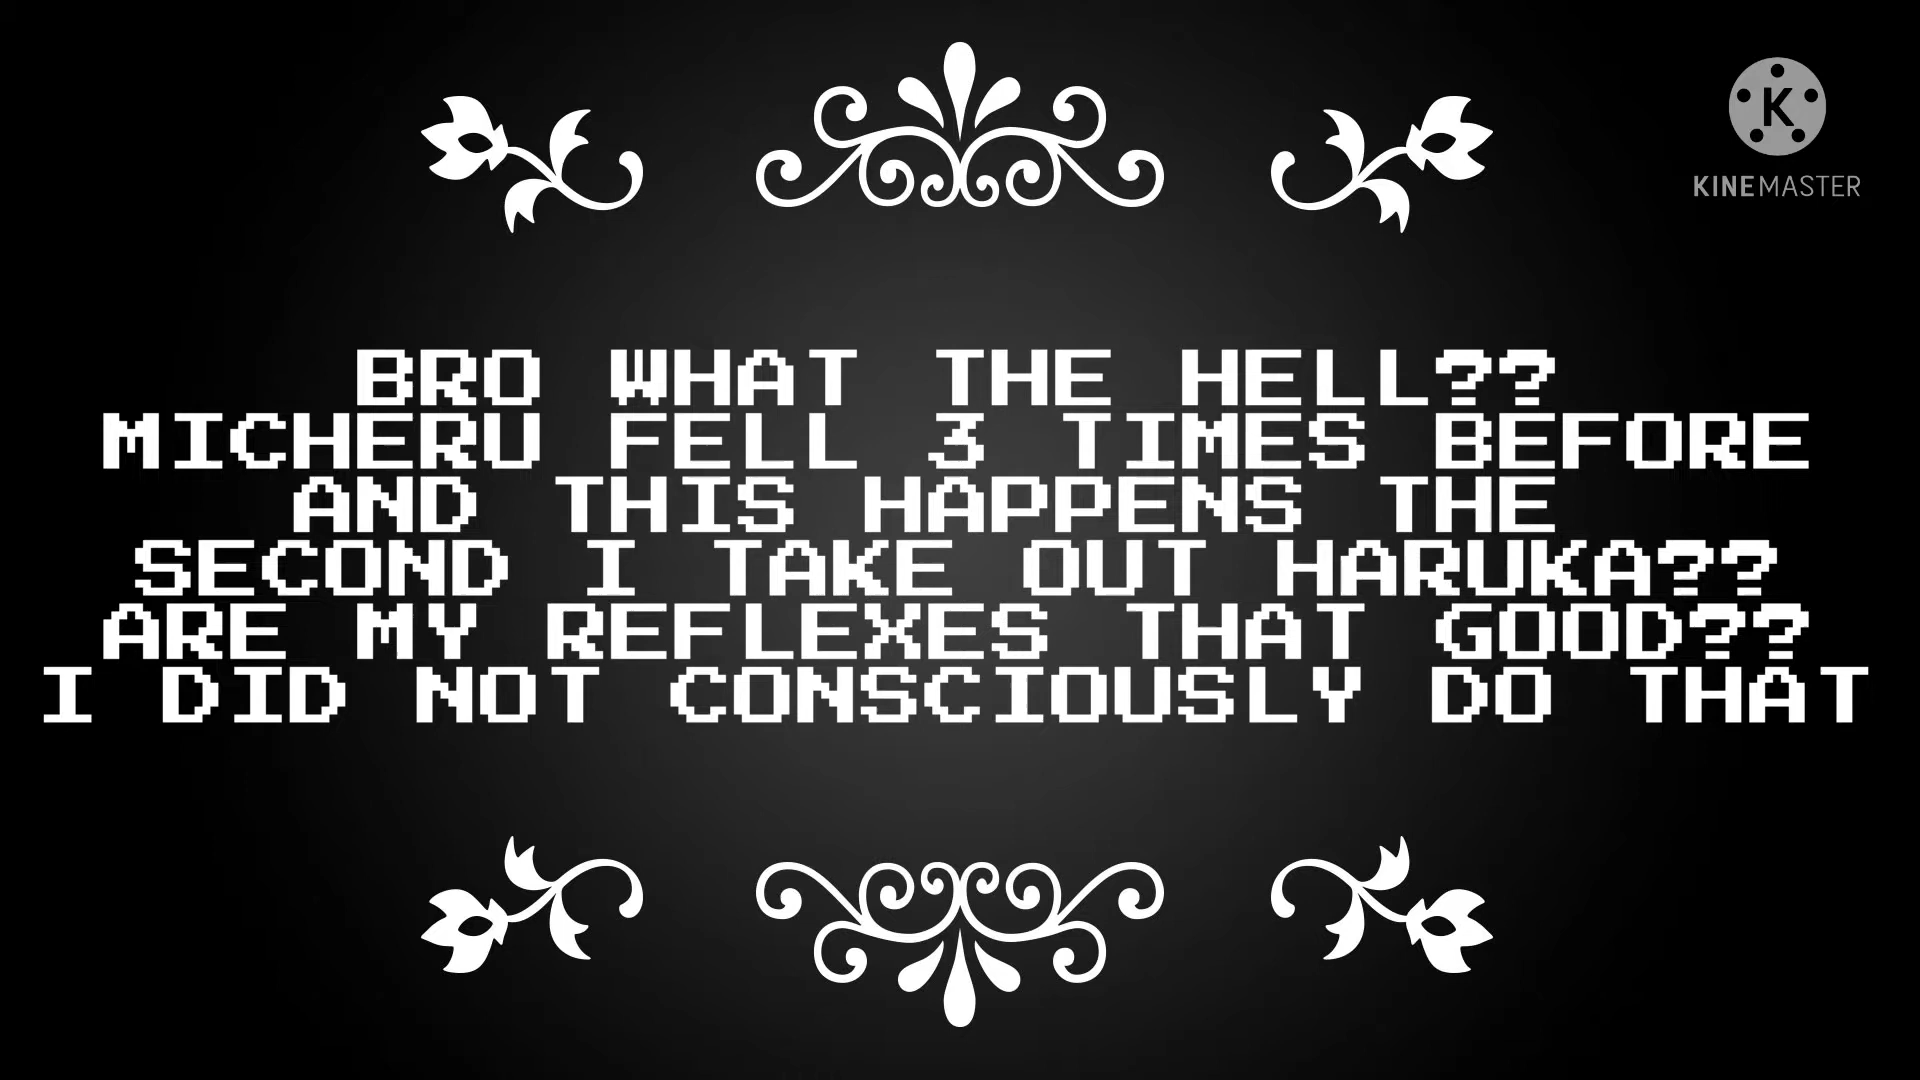 K
KINEMASTER
BRO WHAT THE HELL??
MICHERU FELL 3 TIMES BEFORE
AND THIS HAPPENS THE
SECOND I TAKE OUT HARUKA??
ARE MY REFLEXES THAT GOOD??
I DID NOT CONSCIOUSLY DO THAT